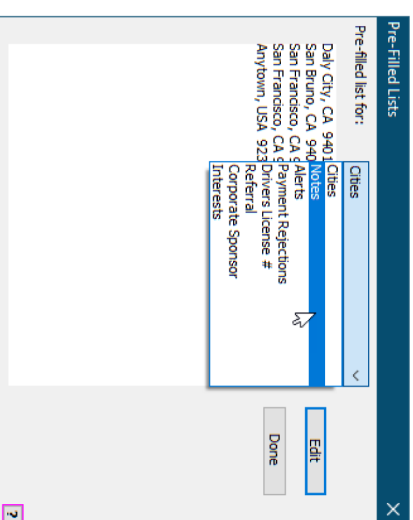 Pre-Filled Lists
Pre-filled list for:
Cities
Daly City, CA 9401
San Bruno, CA 940
San Francisco, CA
San Francisco, CA
Anytown, USA 923
Cities
Notes
Alerts
Payment Rejections
Drivers License #
Referral
Corporate Sponsor
Interests
Edit
Done
?